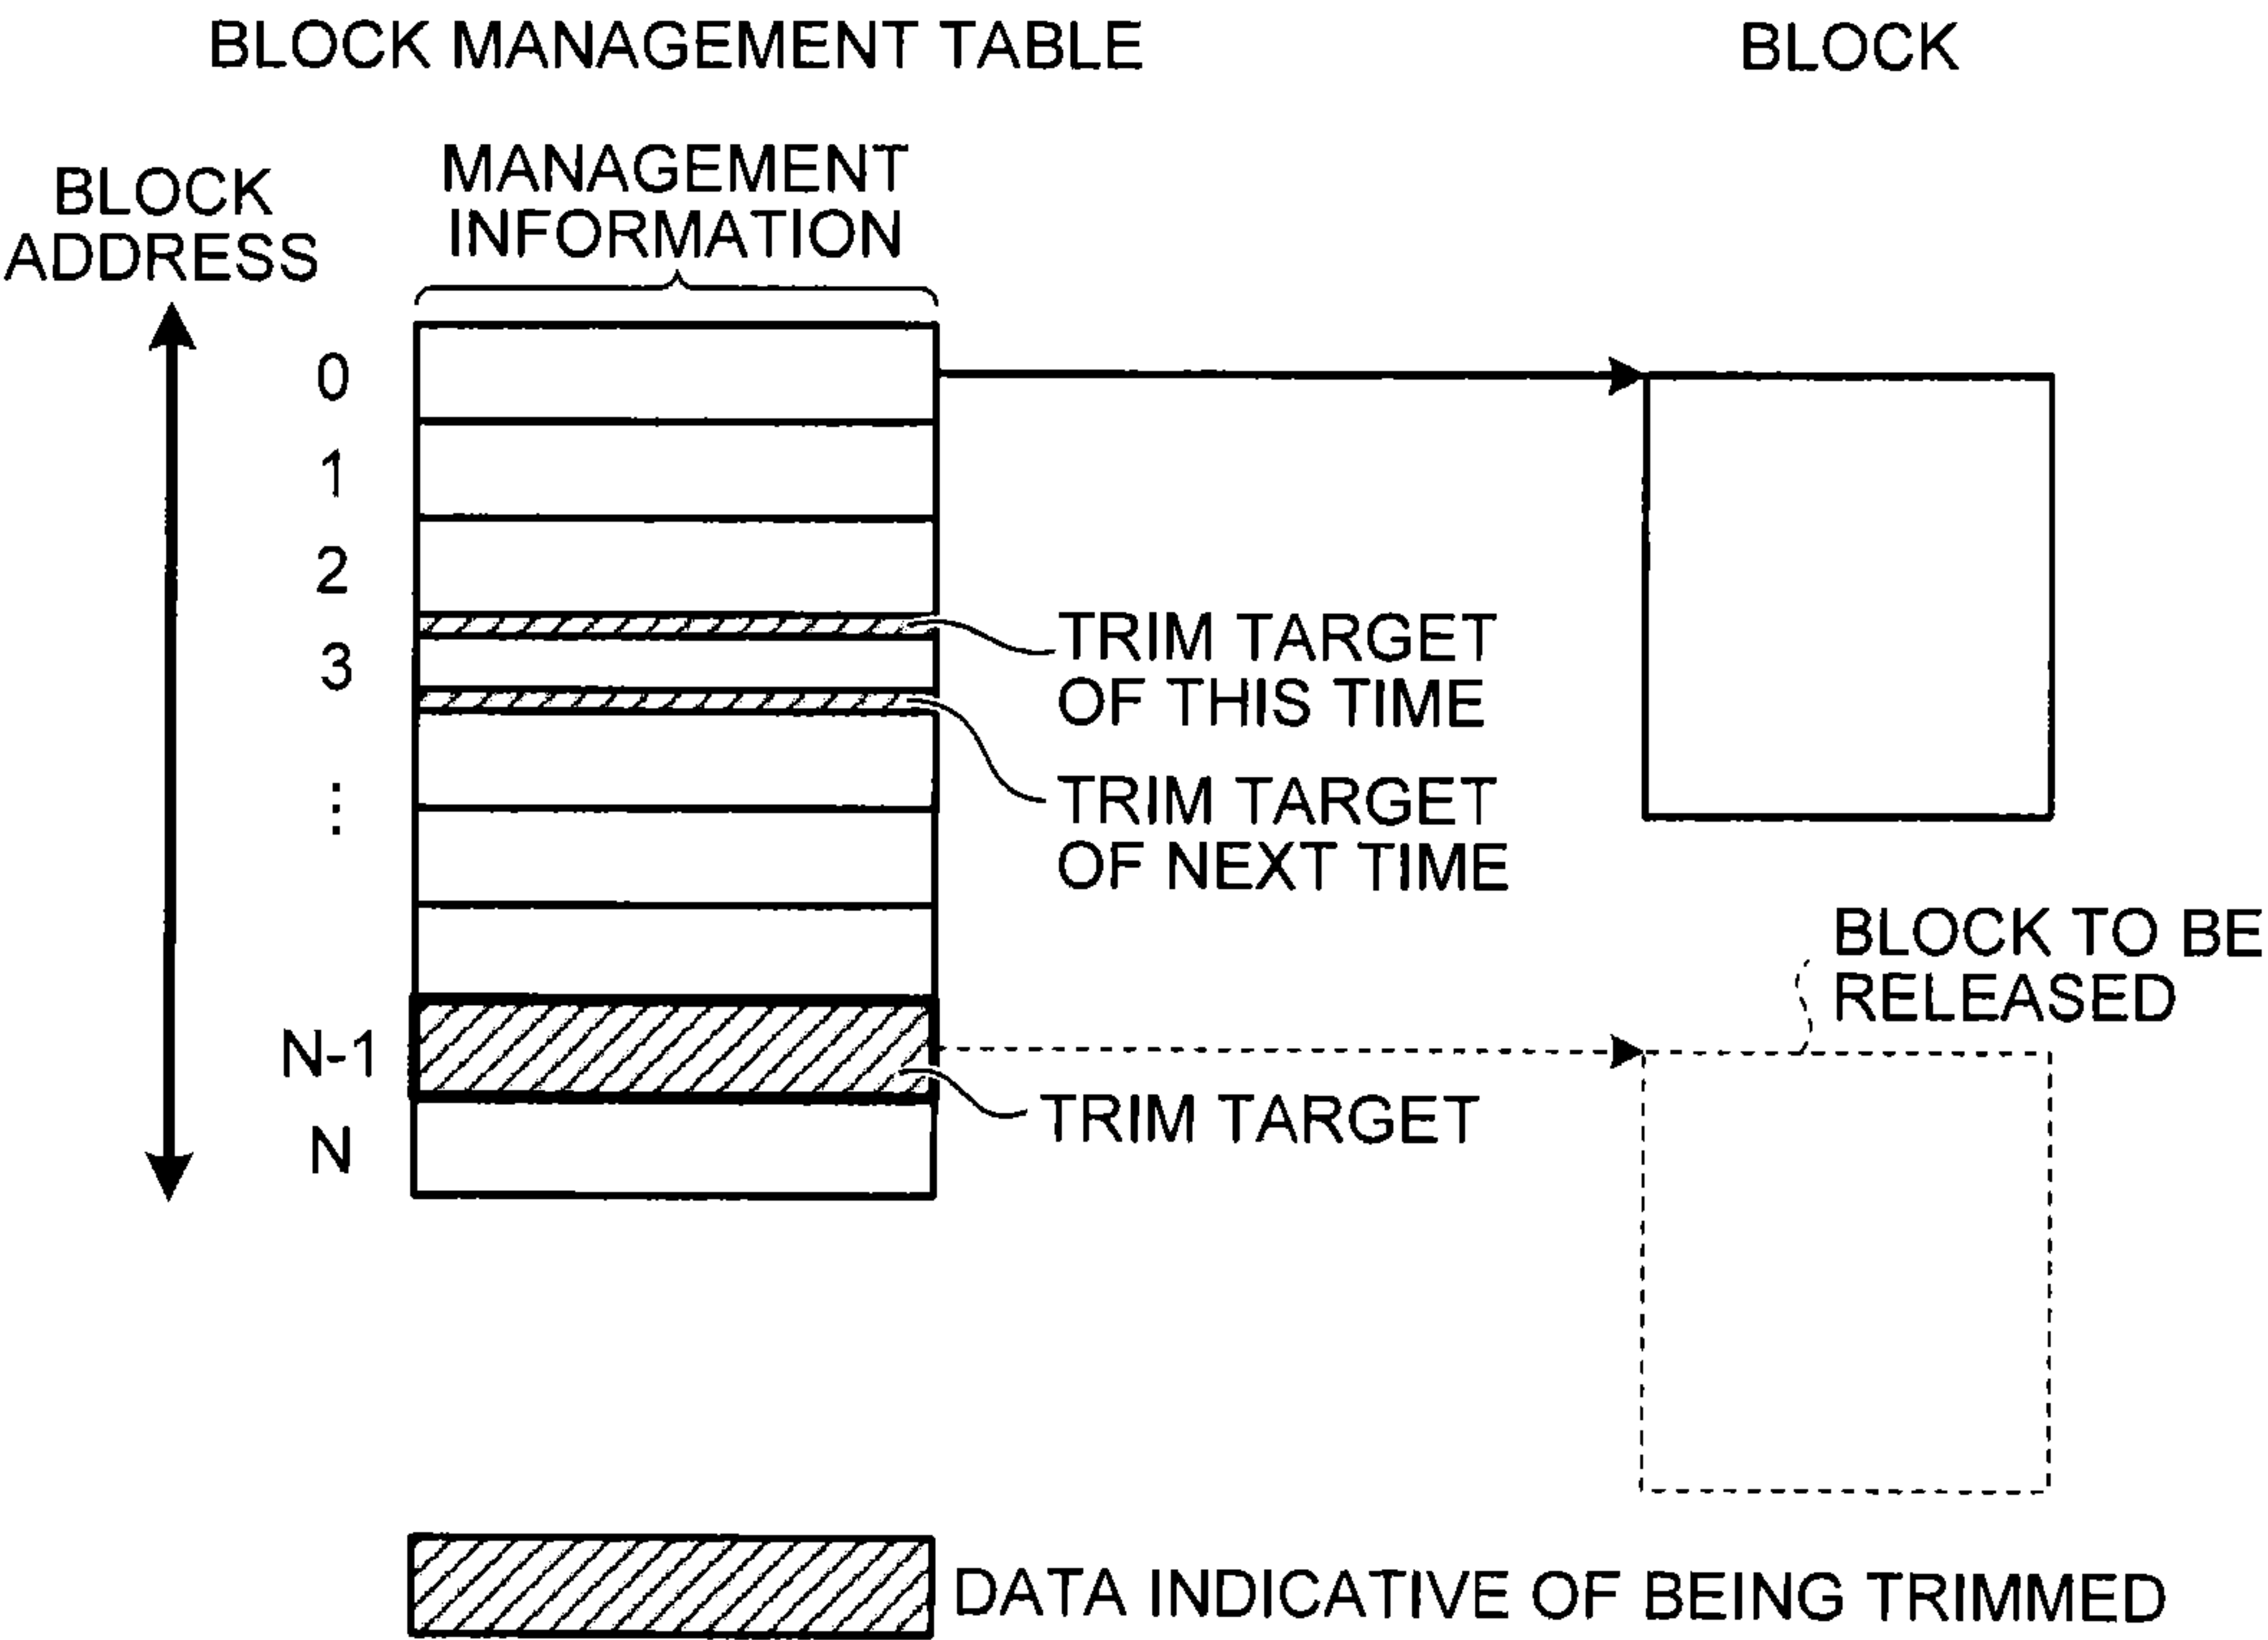 BLOCK MANAGEMENT TABLE
BLOCK
BLOCK
ADDRESS
MANAGEMENT
INFORMATION
0
1
2
3
⋮
N-1
N
TRIM TARGET
OF THIS TIME
TRIM TARGET
OF NEXT TIME
BLOCK TO BE
RELEASED
TRIM TARGET
DATA INDICATIVE OF BEING TRIMMED